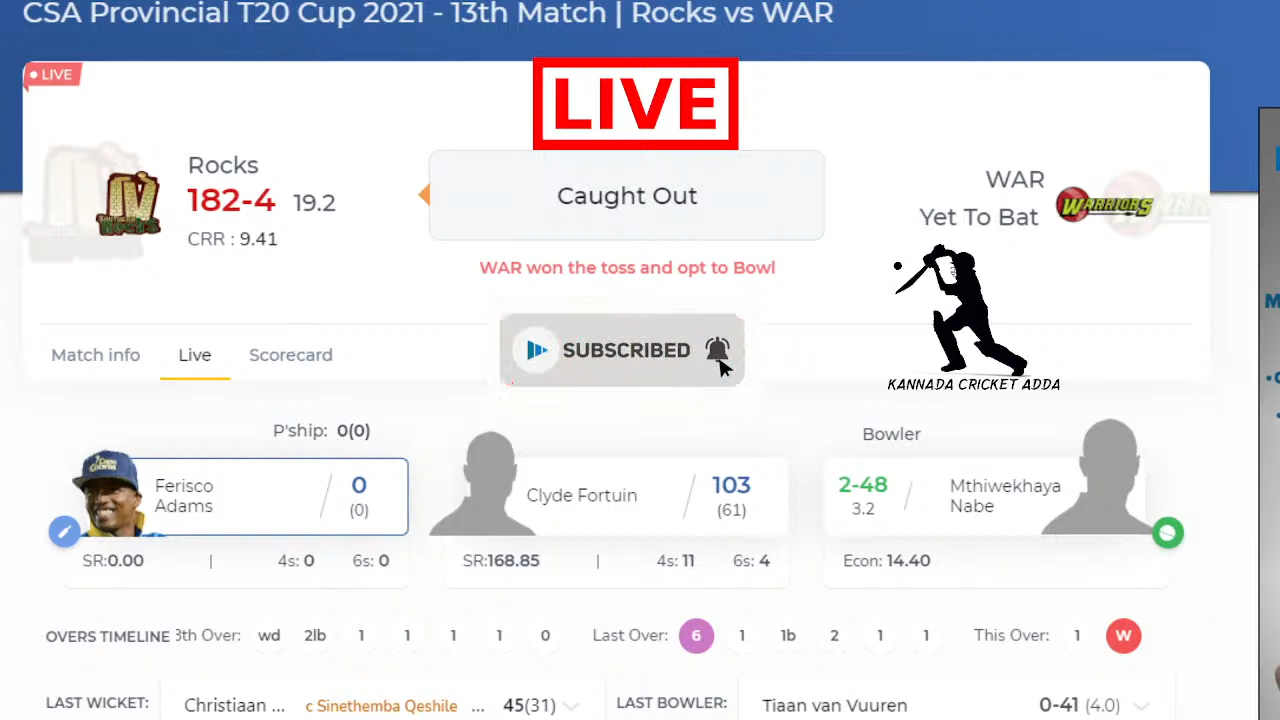 CSA Provincial T20 Cup 2021 - 13th Match | Rocks vs WAR
LIVE
LIVE
Rocks
182-4 19.2
CRR : 9.41
Caught Out
WAR
Yet To Bat
WARRIORS
WAR won the toss and opt to Bowl
SUBSCRIBED
KANNADA CRICKET ADDA
Match info Live Scorecard
P'ship: 0(0)
Bowler
Ferisco Adams 0 (0)
Clyde Fortuin 103 (61)
2-48 3.2 Mthiwekhaya Nabe
SR:0.00 | 4s: 0 6s: 0
SR:168.85 | 4s: 11 6s: 4
Econ: 14.40
OVERS TIMELINE 8th Over: wd 2lb 1 1 1 1 0 Last Over: 6 1 1b 2 1 1 This Over: 1 W
LAST WICKET: Christiaan ... c Sinethemba Qeshile ... 45(31) LAST BOWLER: Tiaan van Vuuren 0-41 (4.0)